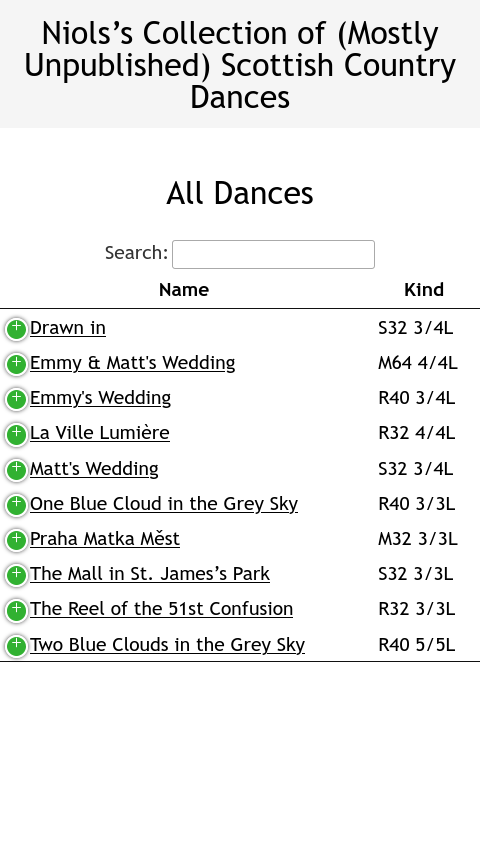 Niols’s Collection of (Mostly
Unpublished) Scottish Country
Dances
All Dances
Search:
Name Kind
Drawn in S32 3/4L
Emmy & Matt's Wedding M64 4/4L
Emmy's Wedding R40 3/4L
La Ville Lumière R32 4/4L
Matt's Wedding S32 3/4L
One Blue Cloud in the Grey Sky R40 3/3L
Praha Matka Měst M32 3/3L
The Mall in St. James’s Park S32 3/3L
The Reel of the 51st Confusion R32 3/3L
Two Blue Clouds in the Grey Sky R40 5/5L